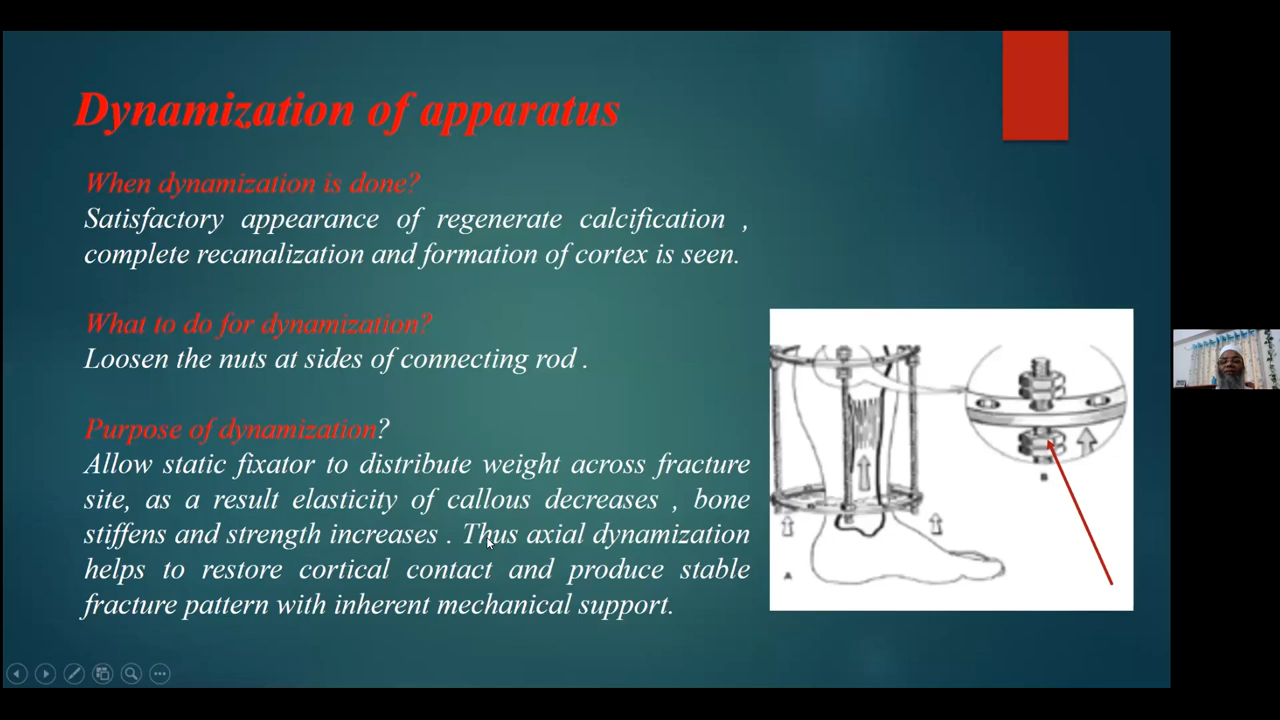 Dynamization of apparatus
When dynamization is done?
Satisfactory appearance of regenerate calcification ,
complete recanalization and formation of cortex is seen.
What to do for dynamization?
Loosen the nuts at sides of connecting rod .
Purpose of dynamization?
Allow static fixator to distribute weight across fracture
site, as a result elasticity of callous decreases , bone
stiffens and strength increases . Thus axial dynamization
helps to restore cortical contact and produce stable
fracture pattern with inherent mechanical support.
A
B